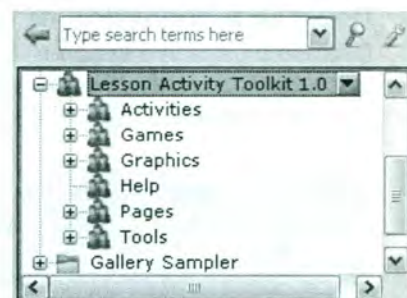 Type search terms here
Lesson Activity Toolkit 1.0
Activities
Games
Graphics
Help
Pages
Tools
Gallery Sampler